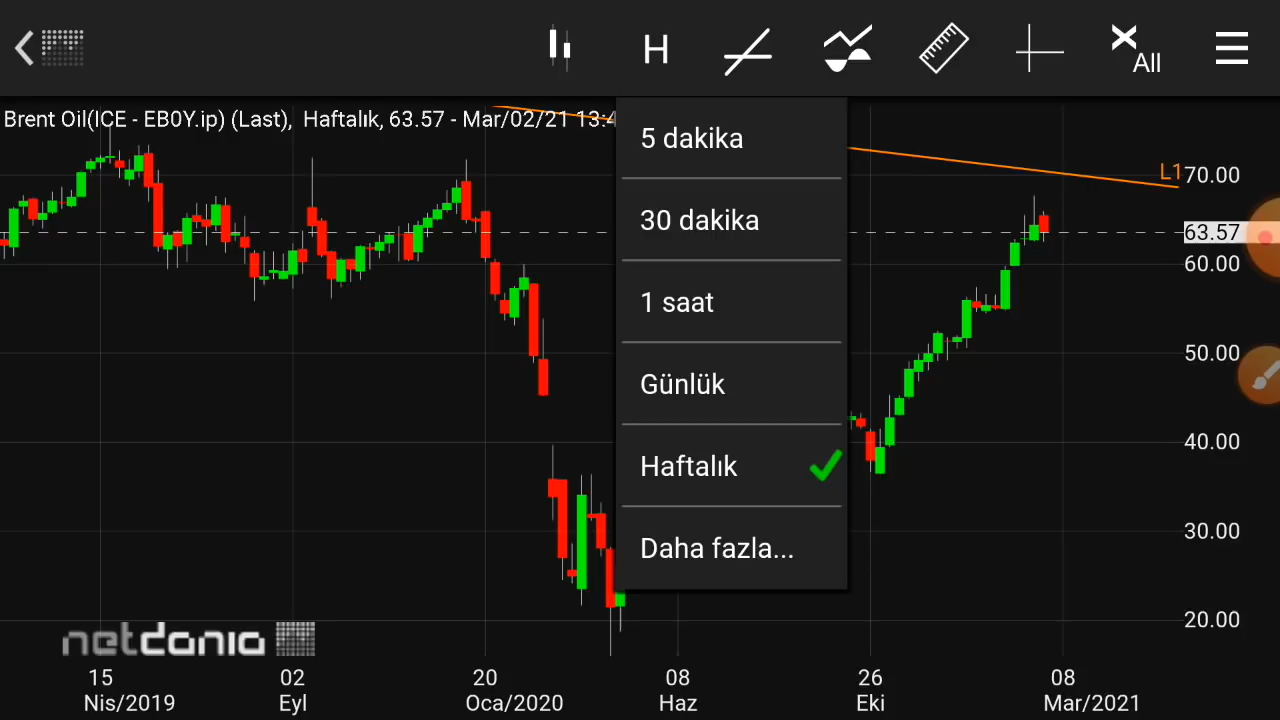 H
All
Brent Oil(ICE - EB0Y.ip) (Last), Haftalık, 63.57 - Mar/02/21 13:4
5 dakika
30 dakika
1 saat
Günlük
Haftalık
Daha fazla...
L1
70.00
63.57
60.00
50.00
40.00
30.00
20.00
netdania
15 02 20 08 26 08
Nis/2019 Eyl Oca/2020 Haz Eki Mar/2021